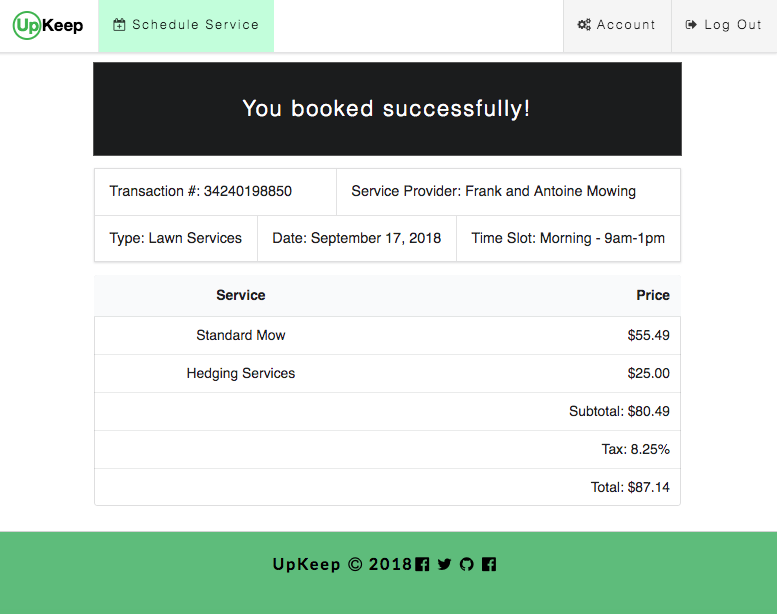 UpKeep Schedule Service Account Log Out
You booked successfully!
Transaction #: 34240198850 Service Provider: Frank and Antoine Mowing
Type: Lawn Services Date: September 17, 2018 Time Slot: Morning - 9am-1pm
Service Price
Standard Mow $55.49
Hedging Services $25.00
Subtotal: $80.49
Tax: 8.25%
Total: $87.14
UpKeep © 2018